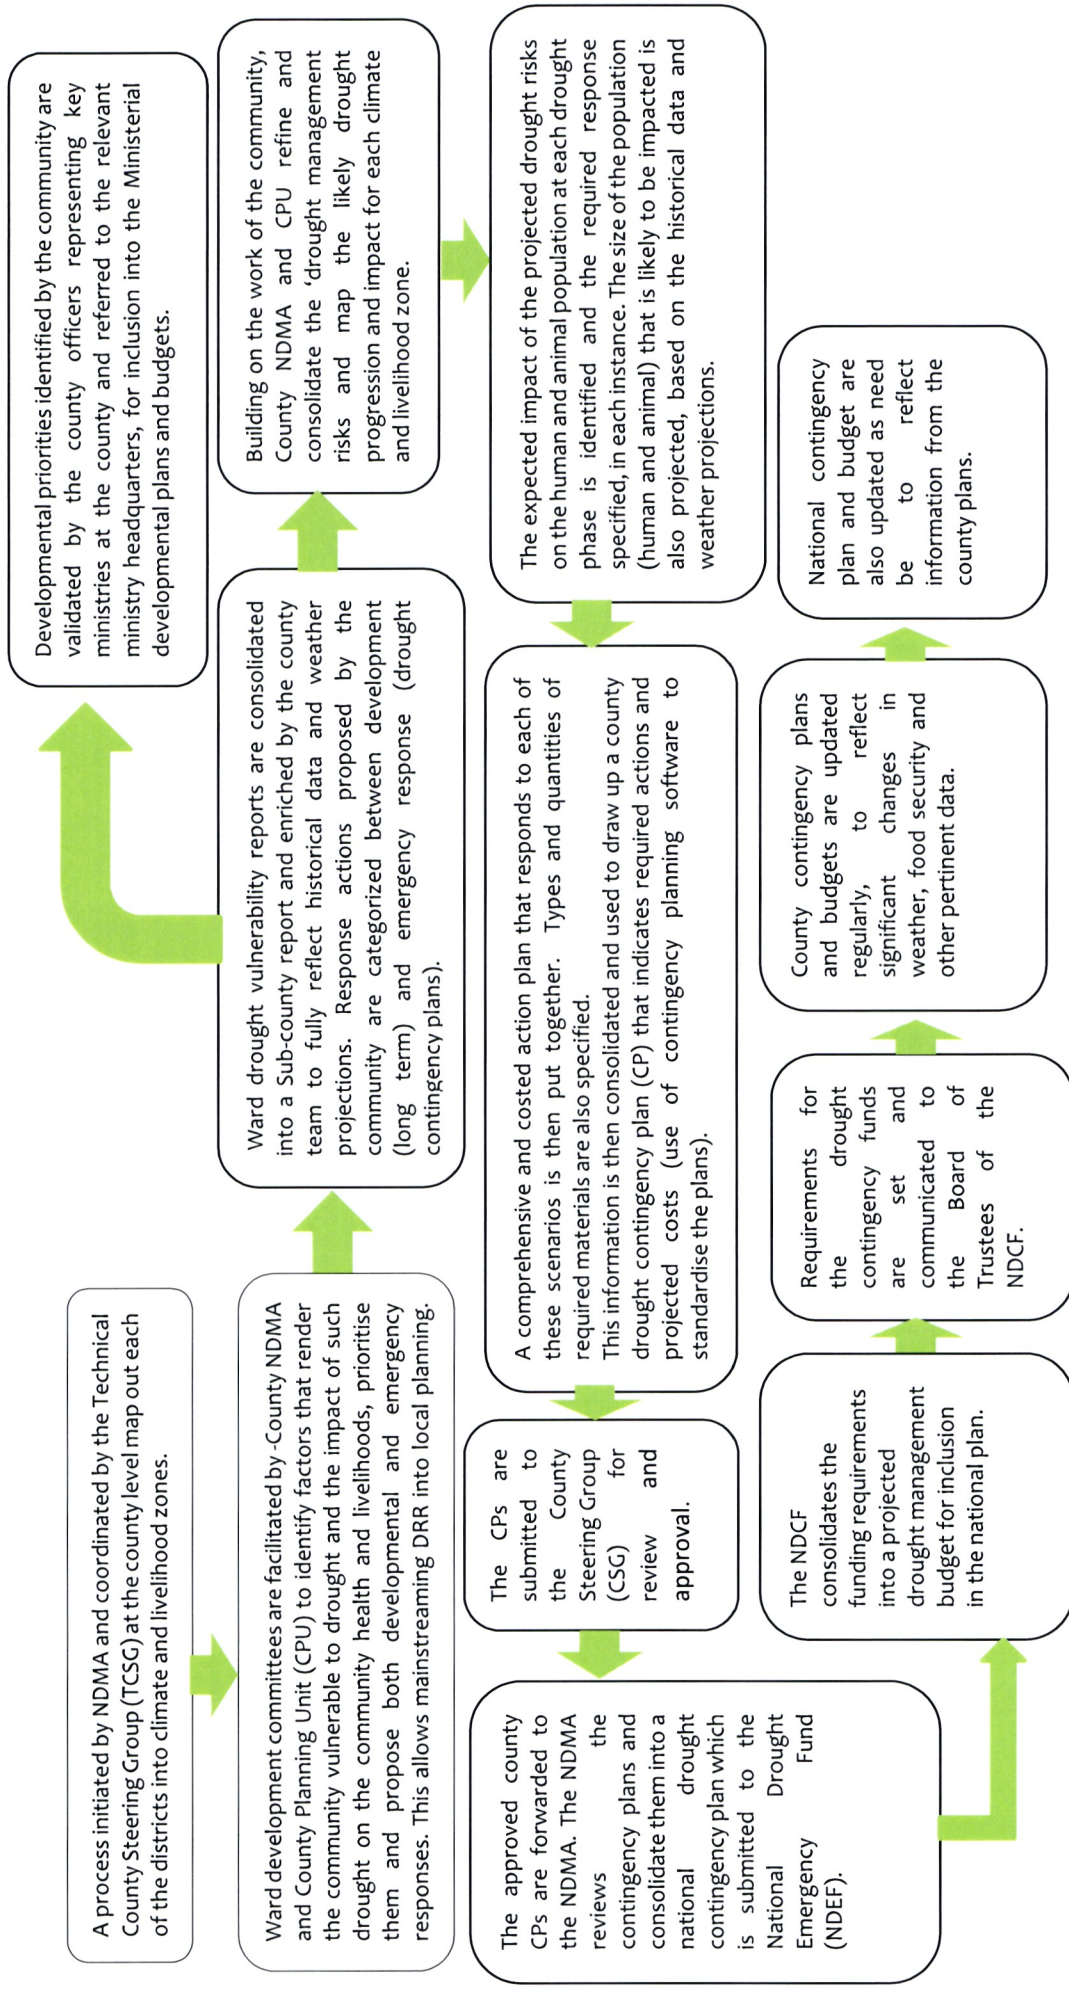 A process initiated by NDMA and coordinated by the Technical
County Steering Group (TCSG) at the county level map out each
of the districts into climate and livelihood zones.
Ward development committees are facilitated by -County NDMA
and County Planning Unit (CPU) to identify factors that render
the community vulnerable to drought and the impact of such
drought on the community health and livelihoods, prioritise
them and propose both developmental and emergency
responses. This allows mainstreaming DRR into local planning.
Ward drought vulnerability reports are consolidated
into a Sub-county report and enriched by the county
team to fully reflect historical data and weather
projections. Response actions proposed by the
community are categorized between development
(long term) and emergency response (drought
contingency plans).
Developmental priorities identified by the community are
validated by the county officers representing key
ministries at the county and referred to the relevant
ministry headquarters, for inclusion into the Ministerial
developmental plans and budgets.
Building on the work of the community,
County NDMA and CPU refine and
consolidate the ‘drought management
risks and map the likely drought
progression and impact for each climate
and livelihood zone.
The expected impact of the projected drought risks
on the human and animal population at each drought
phase is identified and the required response
specified, in each instance. The size of the population
(human and animal) that is likely to be impacted is
also projected, based on the historical data and
weather projections.
A comprehensive and costed action plan that responds to each of
these scenarios is then put together. Types and quantities of
required materials are also specified.
This information is then consolidated and used to draw up a county
drought contingency plan (CP) that indicates required actions and
projected costs (use of contingency planning software to
standardise the plans).
The CPs are
submitted to
the County
Steering Group
(CSG) for
review and
approval.
The approved county
CPs are forwarded to
the NDMA. The NDMA
reviews the
contingency plans and
consolidate them into a
national drought
contingency plan which
is submitted to the
National Drought
Emergency Fund
(NDEF).
The NDCF
consolidates the
funding requirements
into a projected
drought management
budget for inclusion
in the national plan.
Requirements for
the drought
contingency funds
are set and
communicated to
the Board of
Trustees of the
NDCF.
County contingency plans
and budgets are updated
regularly, to reflect
significant changes in
weather, food security and
other pertinent data.
National contingency
plan and budget are
also updated as need
be to reflect
information from the
county plans.